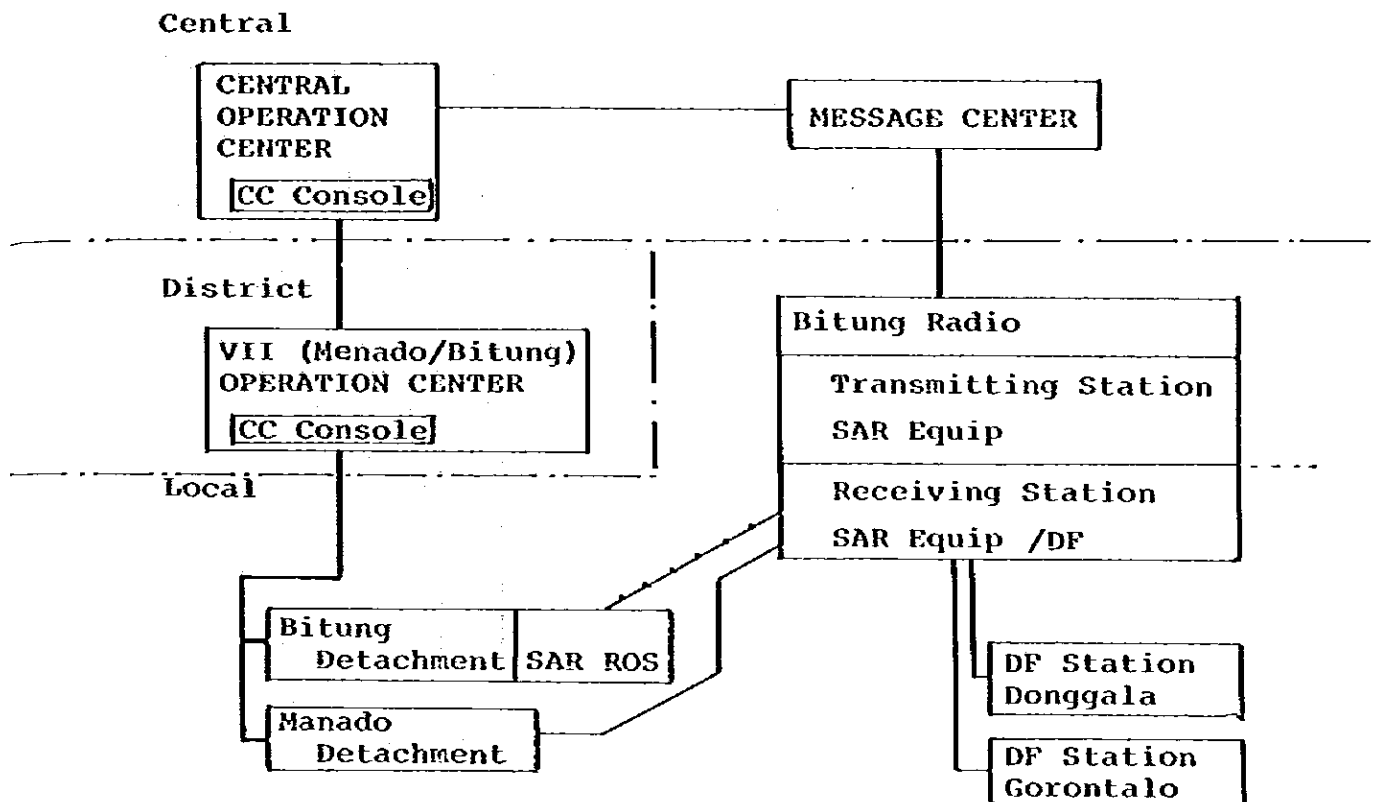 Central
CENTRAL
OPERATION
CENTER
CC Console
MESSAGE CENTER
District
VII (Menado/Bitung)
OPERATION CENTER
CC Console
Bitung Radio
Transmitting Station
SAR Equip
Receiving Station
SAR Equip /DF
Local
Bitung
Detachment
SAR ROS
Manado
Detachment
DF Station
Donggala
DF Station
Gorontalo